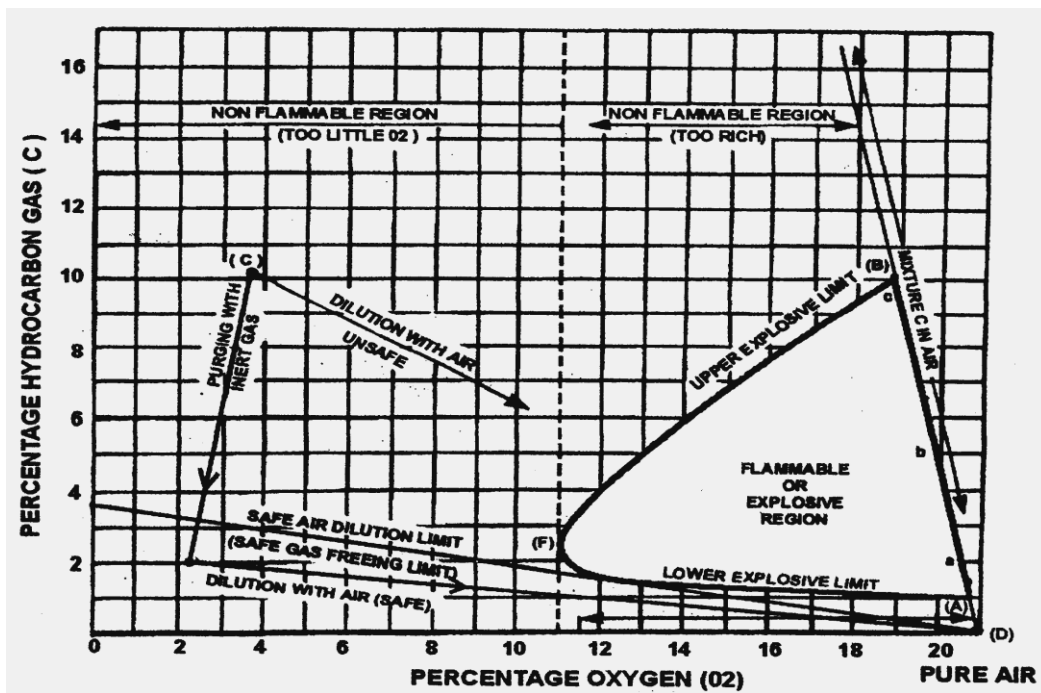 16
NON FLAMMABLE REGION
(TOO LITTLE 02 )
NON FLAMMABLE REGION
(TOO RICH)
14
12
10
8
6
4
2
0
PERCENTAGE HYDROCARBON GAS ( C )
( C )
PURGING WITH
INERT GAS
DILUTION WITH AIR
UNSAFE
(B)
c
MIXTURE C IN AIR
UPPER EXPLOSIVE LIMIT
b
FLAMMABLE
OR
EXPLOSIVE
REGION
SAFE AIR DILUTION LIMIT
(SAFE GAS FREEING LIMIT)
DILUTION WITH AIR (SAFE)
(F)
a
LOWER EXPLOSIVE LIMIT
(A)
(D)
0 2 4 6 8 10 12 14 16 18 20
PERCENTAGE OXYGEN (02)
PURE AIR